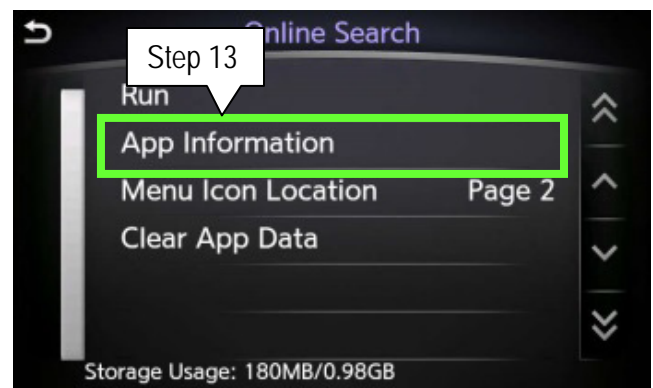 Online Search
Step 13
Run
App Information
Menu Icon Location Page 2
Clear App Data
Storage Usage: 180MB/0.98GB